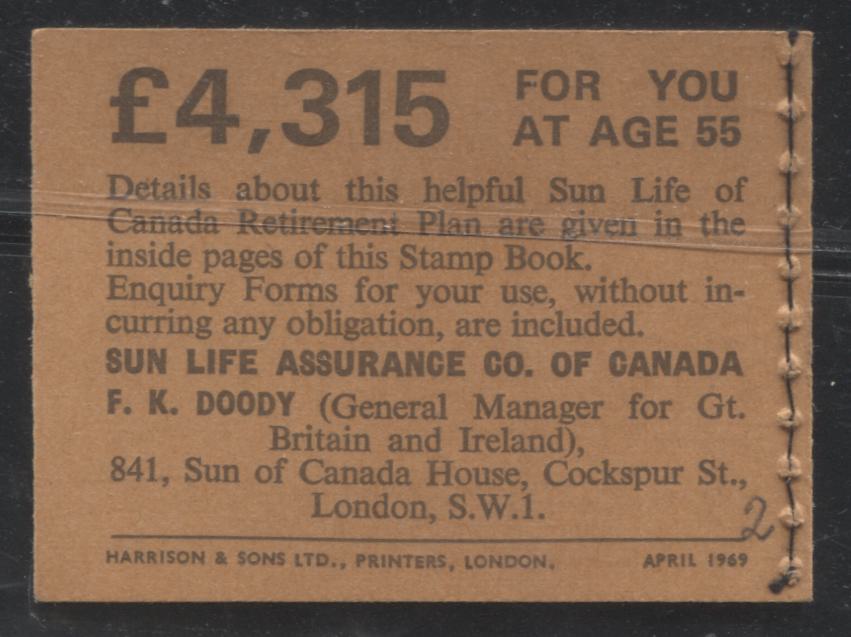 £4,315 FOR YOU
AT AGE 55
Details about this helpful Sun Life of
Canada Retirement Plan are given in the
inside pages of this Stamp Book.
Enquiry Forms for your use, without in-
curring any obligation, are included.
SUN LIFE ASSURANCE CO. OF CANADA
F. K. DOODY (General Manager for Gt.
Britain and Ireland),
841, Sun of Canada House, Cockspur St.,
London, S.W.1.
2
HARRISON & SONS LTD., PRINTERS, LONDON. APRIL 1969